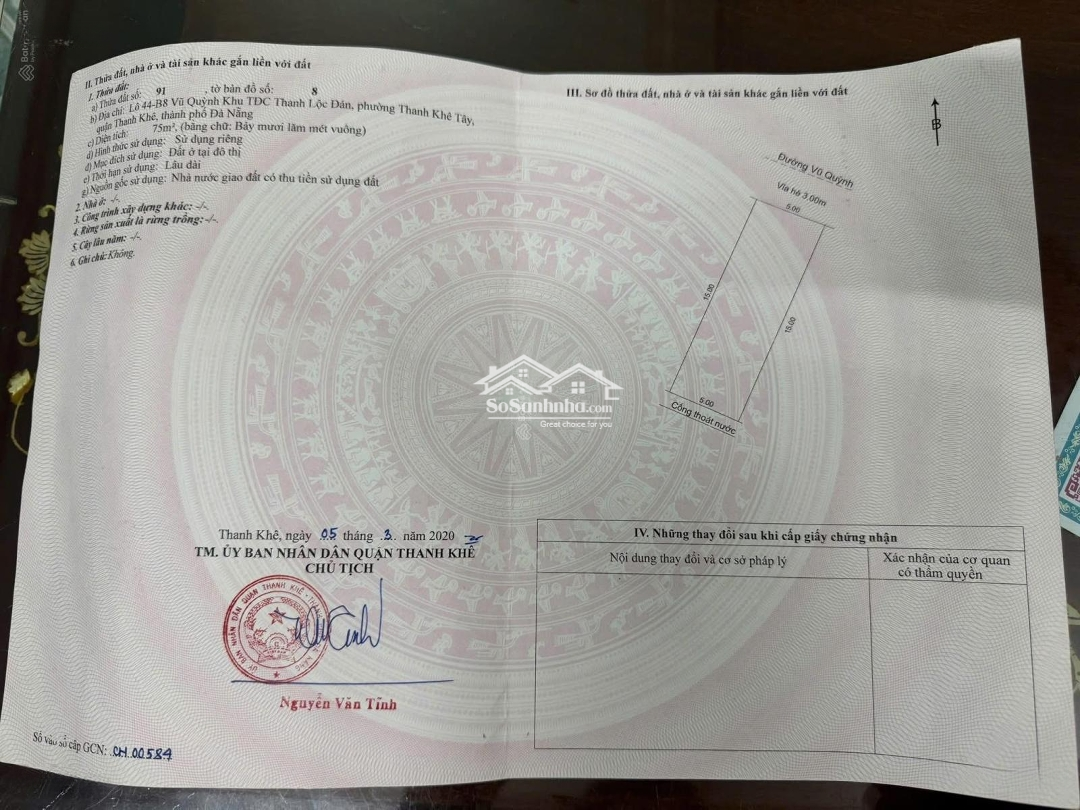 II. Thửa đất, nhà ở và tài sản khác gắn liền với đất
1. Thửa đất:
a) Thửa đất số: 91 , tờ bản đồ số: 8
b) Địa chỉ: Lô 44-B8 Vũ Quỳnh Khu TĐC Thanh Lộc Đán, phường Thanh Khê Tây,
quận Thanh Khê, thành phố Đà Nẵng
c) Diện tích: 75m², (bằng chữ: Bảy mươi lăm mét vuông)
d) Hình thức sử dụng: Sử dụng riêng
đ) Mục đích sử dụng: Đất ở tại đô thị
e) Thời hạn sử dụng: Lâu dài
g) Nguồn gốc sử dụng: Nhà nước giao đất có thu tiền sử dụng đất
2. Nhà ở: -/-.
3. Công trình xây dựng khác: -/-.
4. Rừng sản xuất là rừng trồng: -/-.
5. Cây lâu năm: -/-.
6. Ghi chú: Không.
III. Sơ đồ thửa đất, nhà ở và tài sản khác gắn liền với đất
B
Đường Vũ Quỳnh
Vỉa hè 3.00m
5.00
15.00
15.00
5.00
Cống thoát nước
SoSanhnha.com
Great choice for you
Thanh Khê, ngày 05 tháng 3 năm 2020
TM. ỦY BAN NHÂN DÂN QUẬN THANH KHÊ
CHỦ TỊCH
ỦY BAN NHÂN DÂN QUẬN THANH KHÊ
Nguyễn Văn Tĩnh
Số vào sổ cấp GCN: CH 00584
IV. Những thay đổi sau khi cấp giấy chứng nhận
Nội dung thay đổi và cơ sở pháp lý
Xác nhận của cơ quan
có thẩm quyền